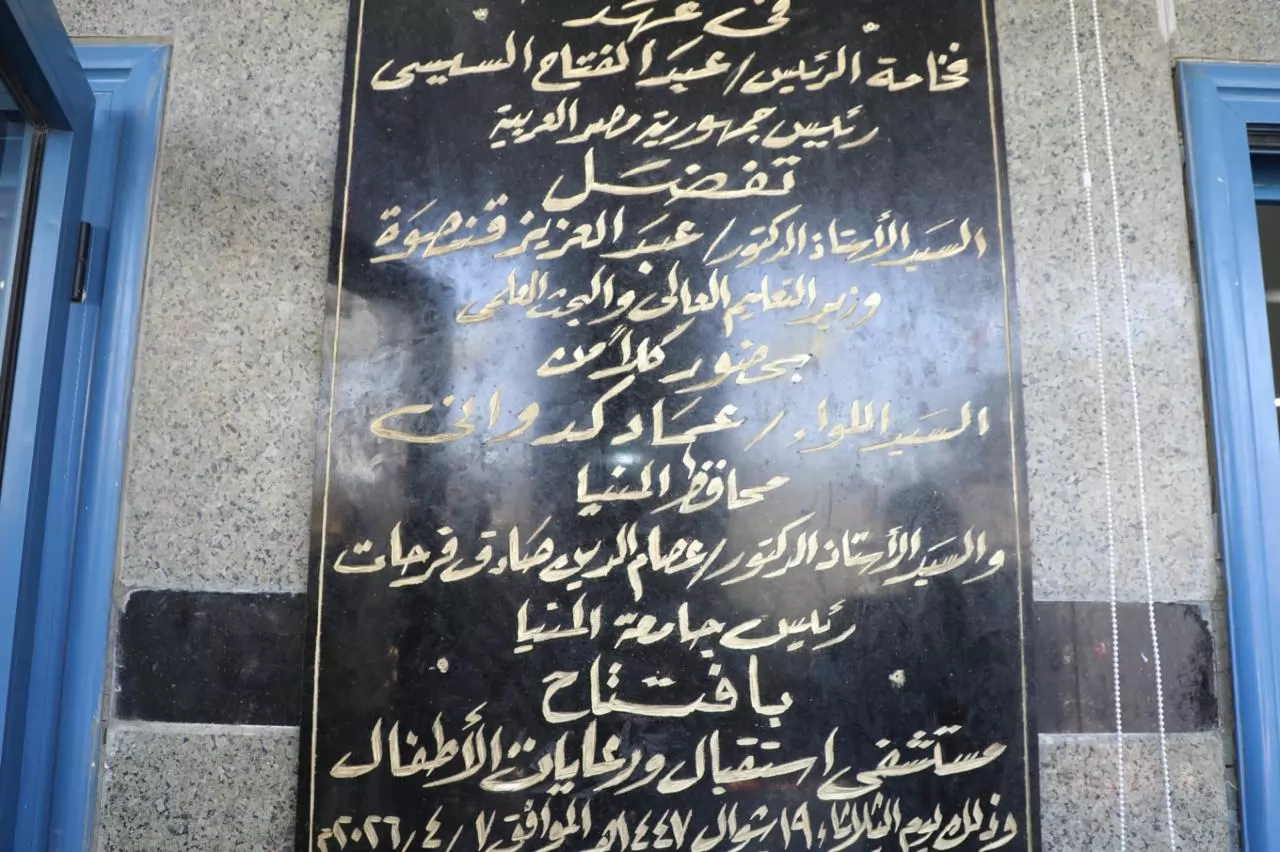 في عهد
فخامة الرئيس / عبد الفتاح السيسى
رئيس جمهورية مصر العربية
تفضل
السيد الأستاذ الدكتور / عبد العزيز قنصوة
وزير التعليم العالى والبحث العلمى
بحضور كلاً من
السيد اللواء / عماد كدوانى
محافظ المنيا
والسيد الأستاذ الدكتور / عصام الدين صادق فرحات
رئيس جامعة المنيا
بافتتاح
مستشفى استقبال ورعايات الأطفال
وذلك يوم الثلاثاء ١٩ شوال ١٤٤٧هـ الموافق ٢٠٢٦/٤/٧م